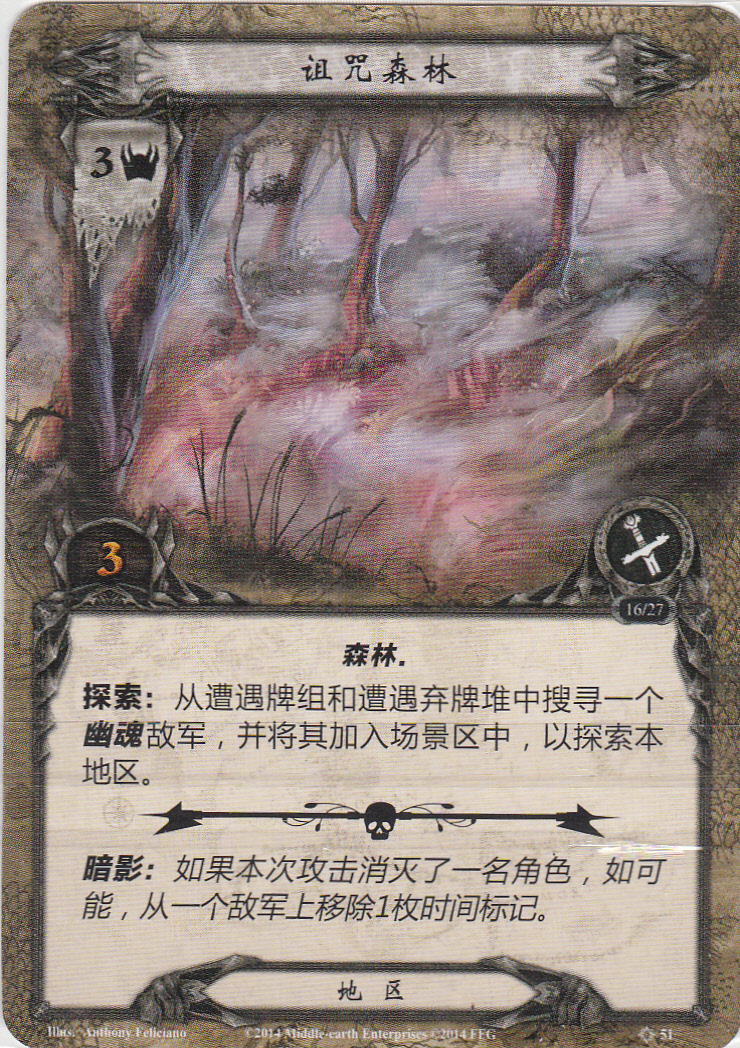 诅咒森林
3
3
16/27
森林.
探索：从遭遇牌组和遭遇弃牌堆中搜寻一个
幽魂敌军，并将其加入场景区中，以探索本
地区。
暗影：如果本次攻击消灭了一名角色，如可
能，从一个敌军上移除1枚时间标记。
地区
Illus. Anthony Feliciano
©2014 Middle-earth Enterprises ©2014 FFG
51